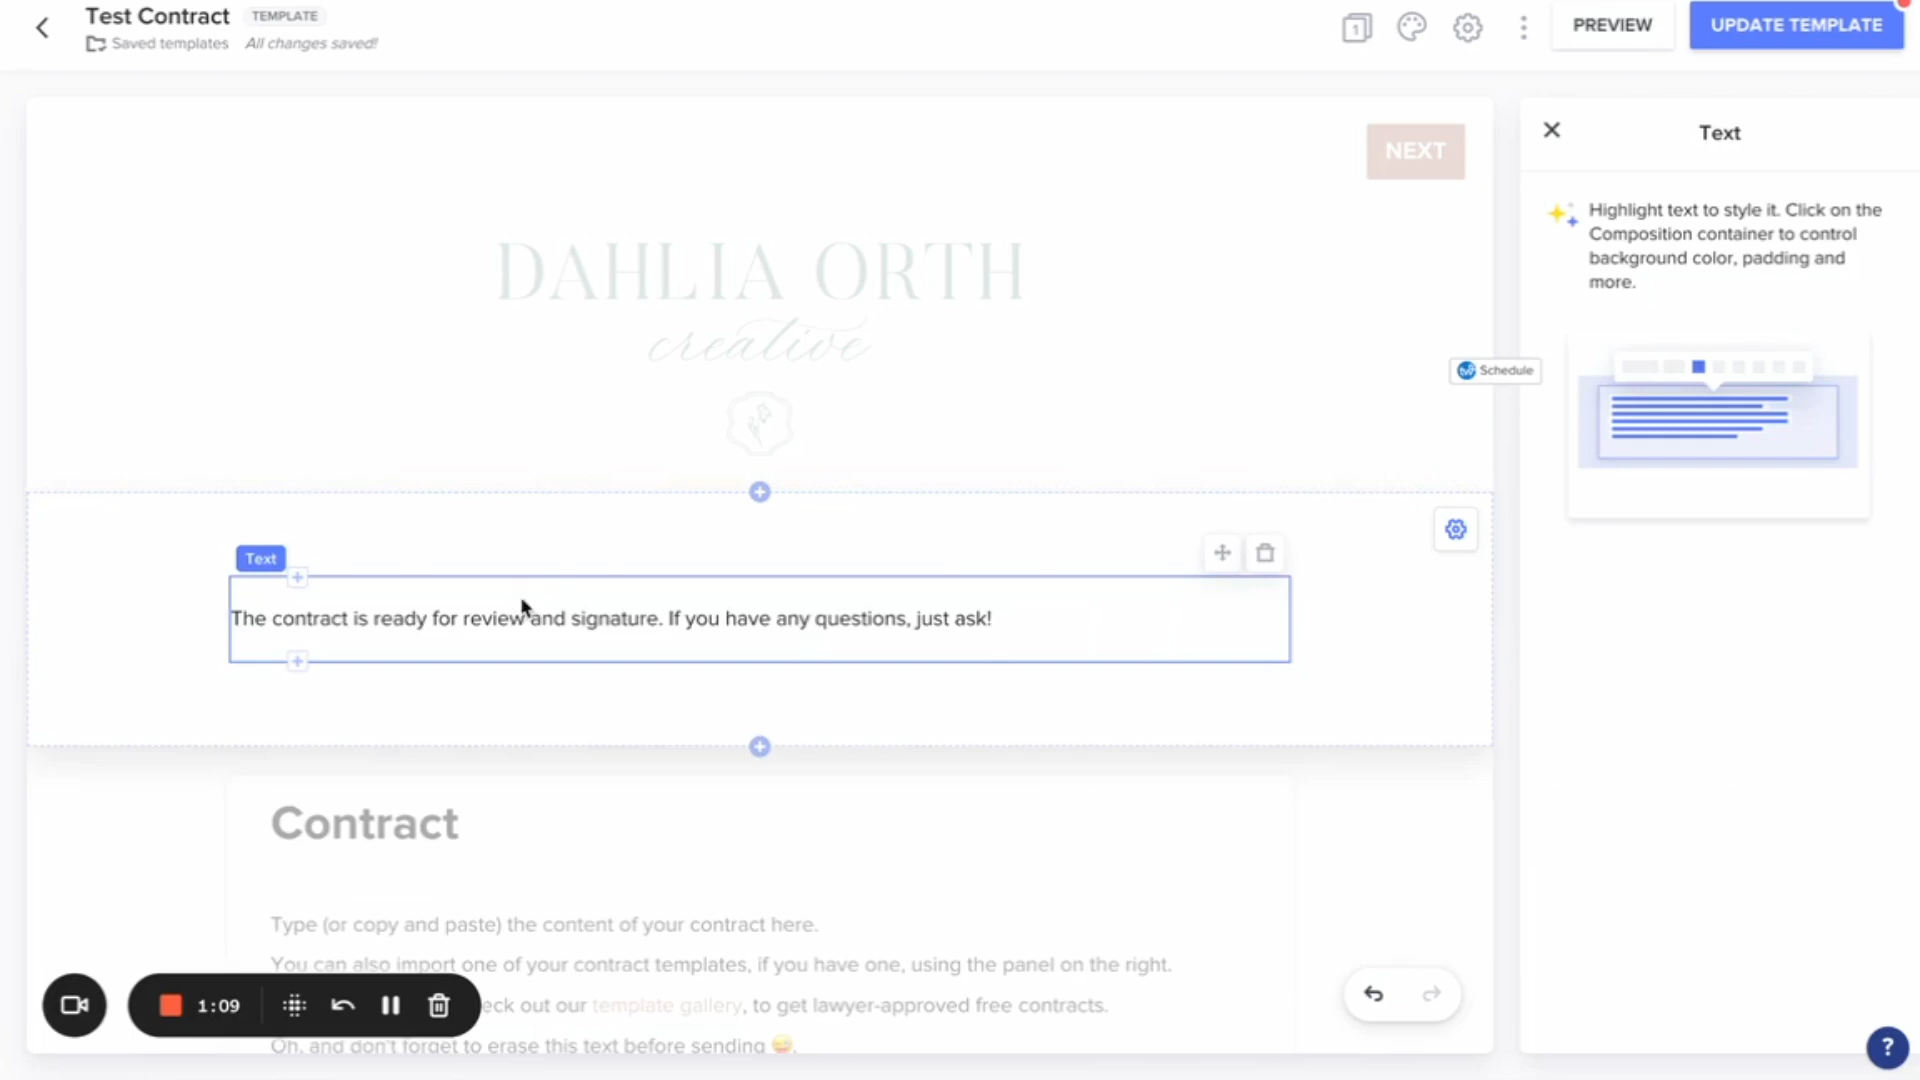 Test Contract TEMPLATE
Saved templates All changes saved!
1
PREVIEW
UPDATE TEMPLATE
NEXT
DAHLIA ORTH
creative
Text
Highlight text to style it. Click on the
Composition container to control
background color, padding and
more.
Schedule
Text
The contract is ready for review and signature. If you have any questions, just ask!
Contract
Type (or copy and paste) the content of your contract here.
You can also import one of your contract templates, if you have one, using the panel on the right.
eck out our template gallery, to get lawyer-approved free contracts.
Oh, and don't forget to erase this text before sending 😅.
1:09
?